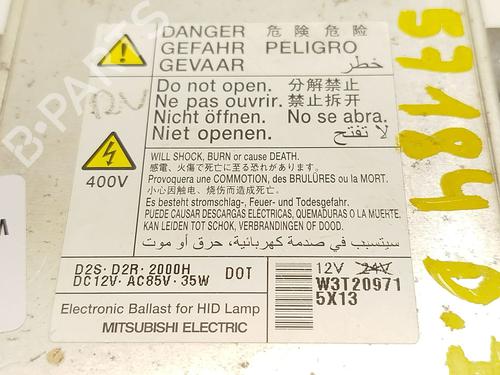 DANGER 危 険 危 险
GEFAHR PELIGRO
GEVAAR خطر
Do not open. 分解禁止
Ne pas ouvrir. 禁止拆开
Nicht öffnen. No se abra.
Niet openen. لا تفتح
400V
WILL SHOCK, BURN or cause DEATH.
感電、火傷で死亡に至る恐れがあります。
Provoquera une COMMOTION, des BRULÛRES ou la MORT.
小心因触电、烧伤而造成死亡。
Es besteht stromschlag-, Feuer- und Todesgefahr.
PUEDE CAUSAR DESCARGAS ELÉCTRICAS, QUEMADURAS O LA MUERTE.
KAN LEIDEN TOT SCHOK, VERBRANDINGEN OF DOOD.
سيتسبب في صدمة كهربائية، حرق أو موت
D2S · D2R · 2000H DOT
DC12V · AC85V · 35W
12V 24V
W3T20971
5X13
Electronic Ballast for HID Lamp
MITSUBISHI ELECTRIC
B-PARTS
57184